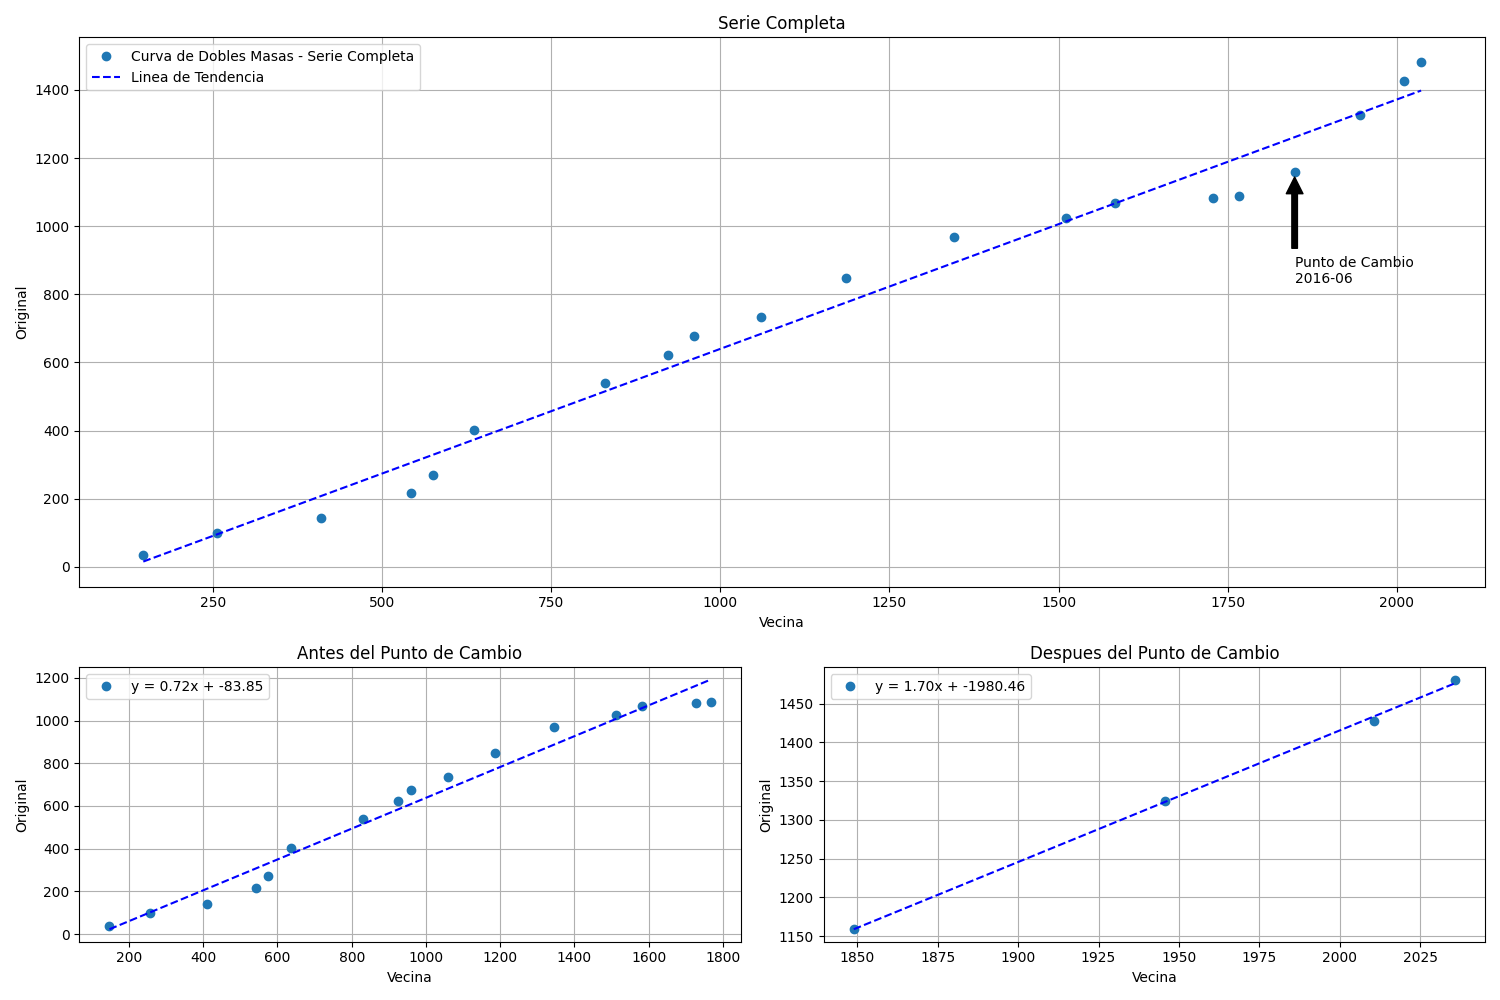 Serie Completa
Curva de Dobles Masas - Serie Completa
Linea de Tendencia
1400
1200
1000
800
600
400
200
0
Original
Punto de Cambio
2016-06
250 500 750 1000 1250 1500 1750 2000
Vecina
Antes del Punto de Cambio
y = 0.72x + -83.85
1200
1000
800
600
400
200
0
Original
200 400 600 800 1000 1200 1400 1600 1800
Vecina
Despues del Punto de Cambio
y = 1.70x + -1980.46
1450
1400
1350
1300
1250
1200
1150
Original
1850 1875 1900 1925 1950 1975 2000 2025
Vecina